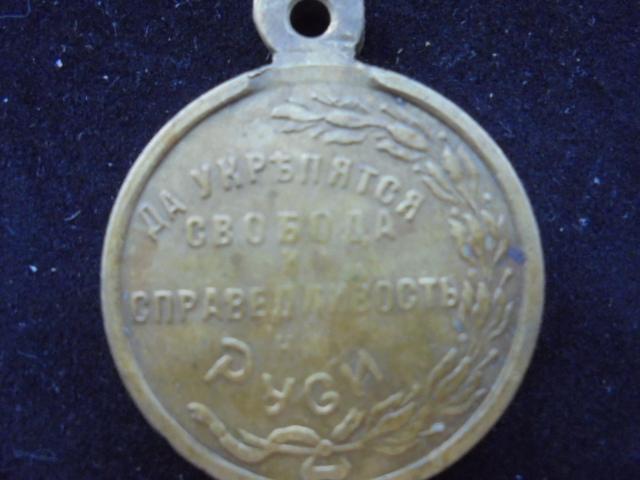 ДА УКРѢПЯТСЯ
СВОБОДА
И
СПРАВЕДЛИВОСТЬ
НА
РУСИ